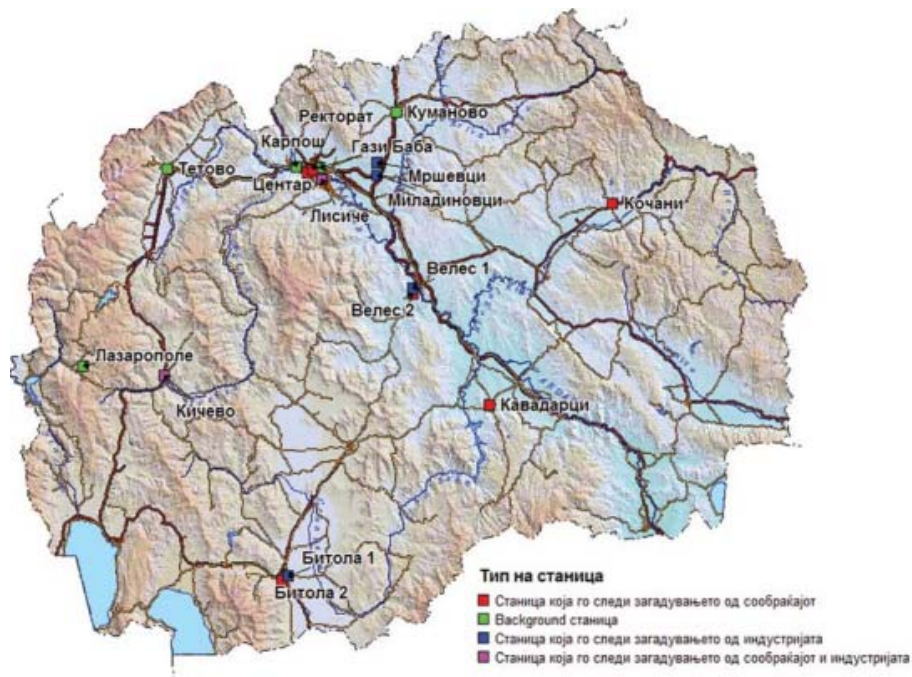 Ректорат
Куманово
Карпош
Гази Баба
Тетово
Мршевци
Центар
Миладиновци
Лисиче
Кочани
Велес 1
Велес 2
Лазарополе
Кичево
Кавадарци
Битола 1
Битола 2
Тип на станица
Станица која го следи загадувањето од сообраќајот
Background станица
Станица која го следи загадувањето од индустријата
Станица која го следи загадувањето од сообраќајот и индустријата